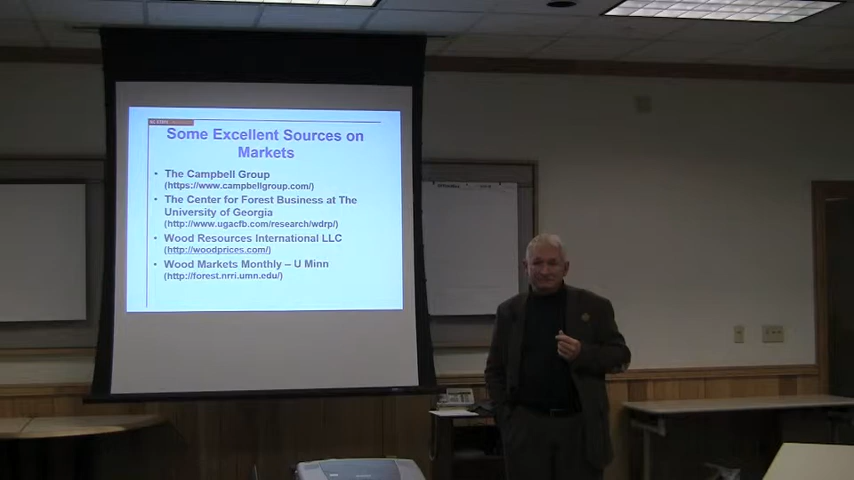 NC STATE
Some Excellent Sources on
Markets
• The Campbell Group
(https://www.campbellgroup.com/)
• The Center for Forest Business at The
University of Georgia
(http://www.ugacfb.com/research/wdrp/)
• Wood Resources International LLC
(http://woodprices.com/)
• Wood Markets Monthly – U Minn
(http://forest.nrri.umn.edu/)